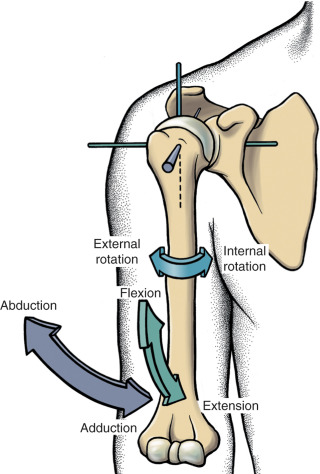 External
rotation
Internal
rotation
Flexion
Abduction
Extension
Adduction